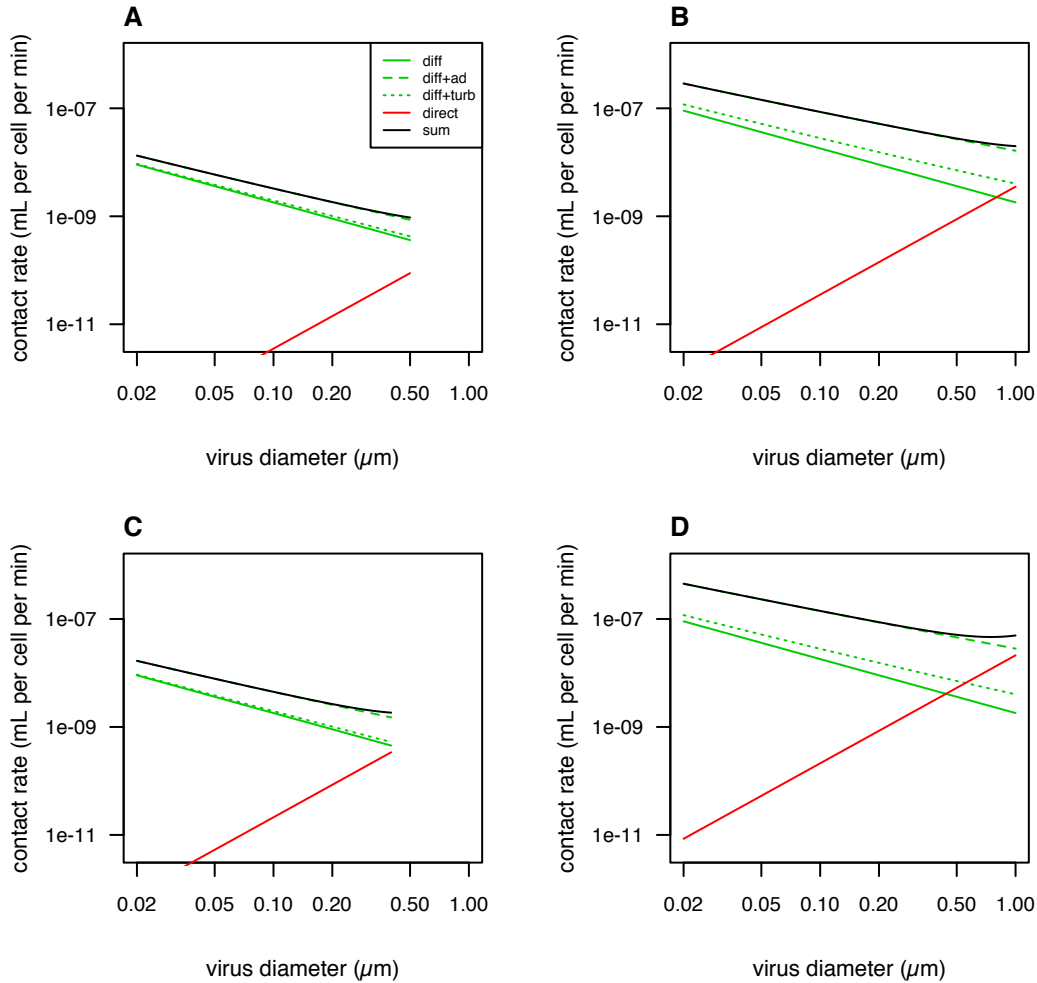 A
contact rate (mL per cell per min)
1e-07
1e-09
1e-11
diff
diff+ad
diff+turb
direct
sum
0.02 0.05 0.10 0.20 0.50 1.00
virus diameter (µm)
B
contact rate (mL per cell per min)
1e-07
1e-09
1e-11
0.02 0.05 0.10 0.20 0.50 1.00
virus diameter (µm)
C
contact rate (mL per cell per min)
1e-07
1e-09
1e-11
0.02 0.05 0.10 0.20 0.50 1.00
virus diameter (µm)
D
contact rate (mL per cell per min)
1e-07
1e-09
1e-11
0.02 0.05 0.10 0.20 0.50 1.00
virus diameter (µm)